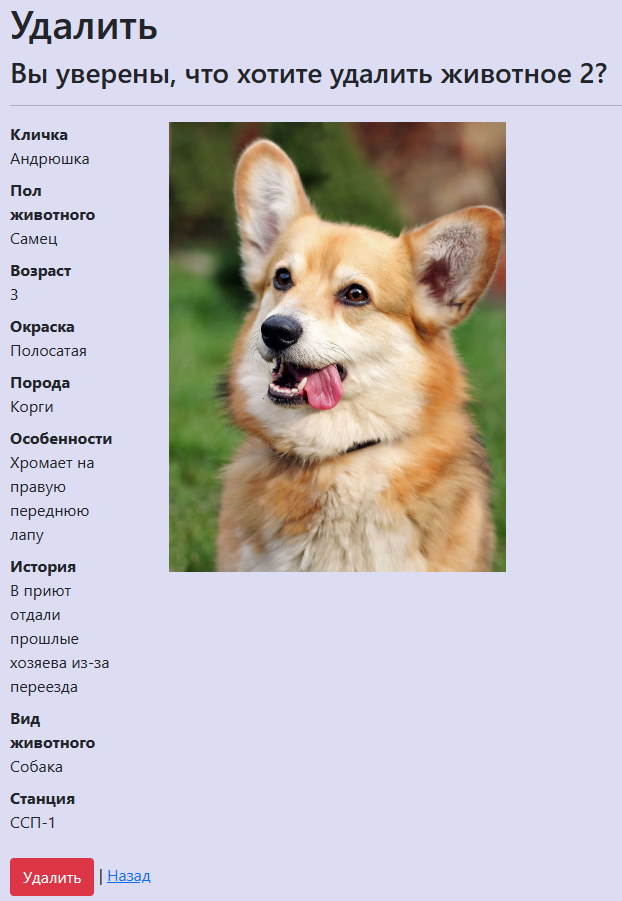 Удалить
Вы уверены, что хотите удалить животное 2?
Кличка
Андрюшка
Пол
животного
Самец
Возраст
3
Окраска
Полосатая
Порода
Корги
Особенности
Хромает на
правую
переднюю
лапу
История
В приют
отдали
прошлые
хозяева из-за
переезда
Вид
животного
Собака
Станция
ССП-1
Удалить | Назад